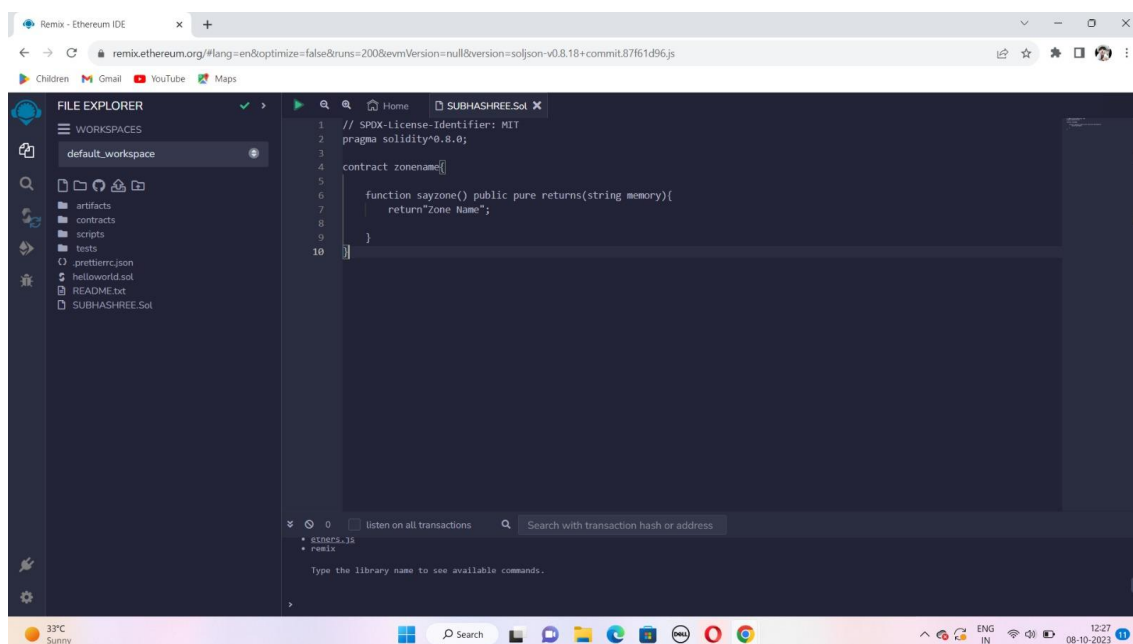 Remix - Ethereum IDE
remix.ethereum.org/#lang=en&optimize=false&runs=200&evmVersion=null&version=soljson-v0.8.18+commit.87f61d96.js
Children Gmail YouTube Maps
FILE EXPLORER
WORKSPACES
default_workspace
artifacts
contracts
scripts
tests
.prettierrc.json
helloworld.sol
README.txt
SUBHASHREE.Sol
Home SUBHASHREE.Sol
1 // SPDX-License-Identifier: MIT
2 pragma solidity^0.8.0;
3
4 contract zonename{
5
6 function sayzone() public pure returns(string memory){
7 return"Zone Name";
8
9 }
10 }
0 listen on all transactions Search with transaction hash or address
• ethers.js
• remix
Type the library name to see available commands.
>
33°C
Sunny
Search
DELL
ENG
IN
12:27
08-10-2023
11